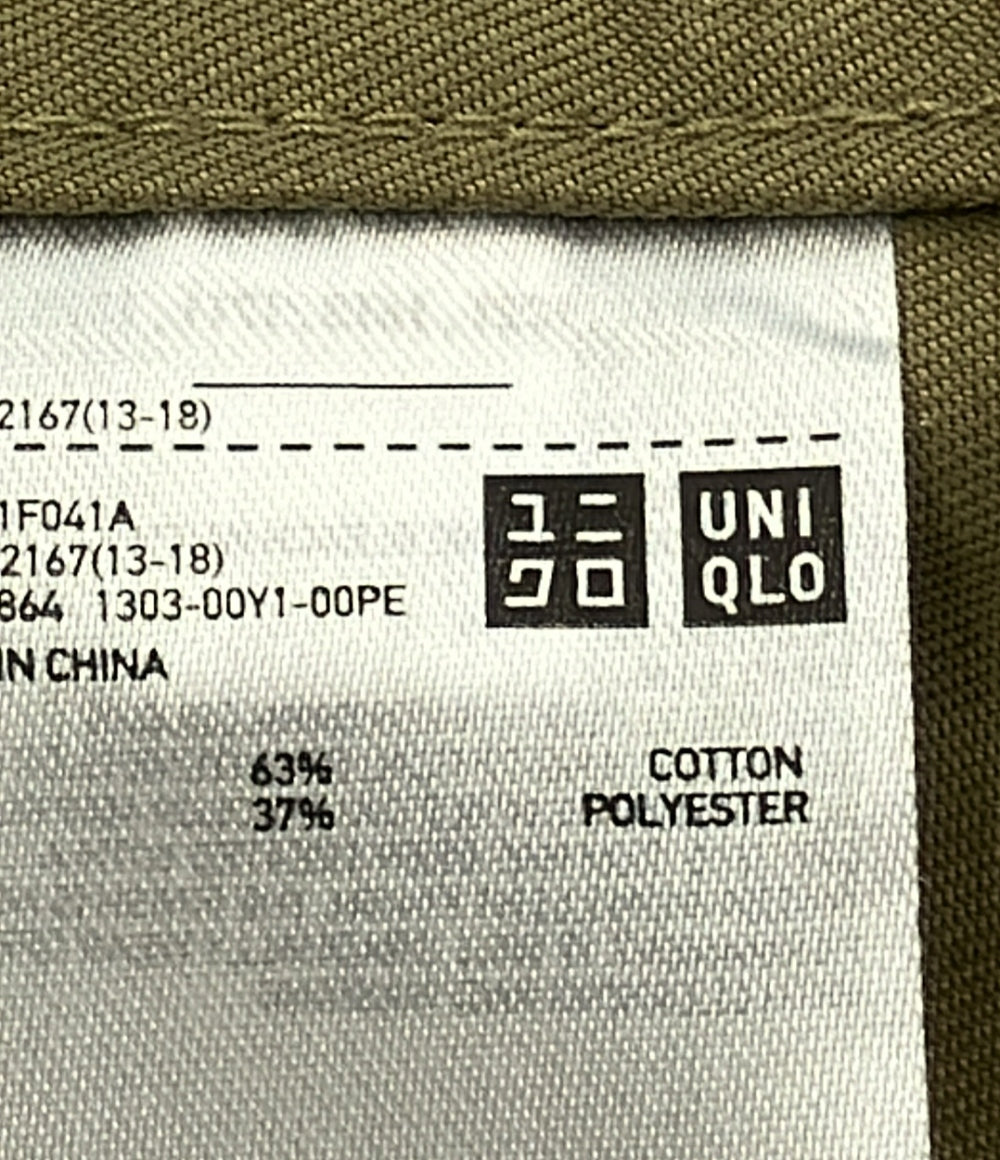 2167(13-18)
1F041A
2167(13-18)
864 1303-00Y1-00PE
IN CHINA
ユニ
クロ
UNI
QLO
63% COTTON
37% POLYESTER